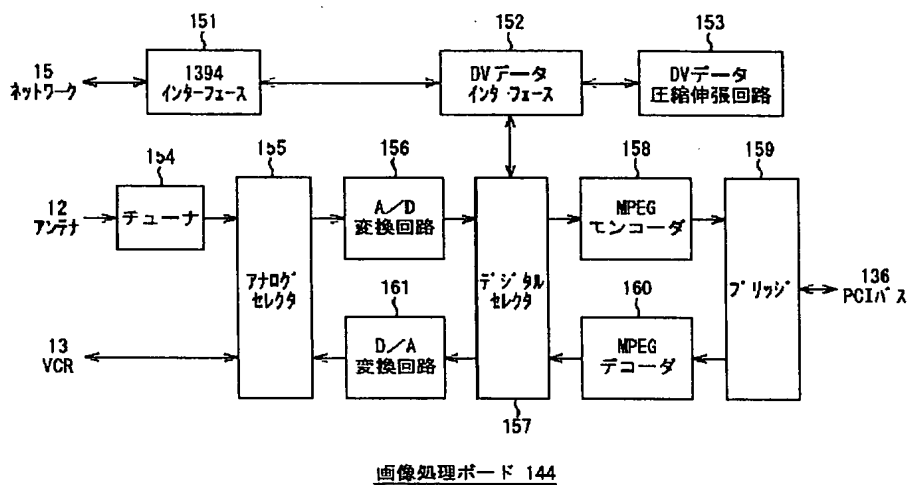 151
152
153
15
ネットワーク
1394
インターフェース
DVデータ
インタ・フェース
DVデータ
圧縮伸張回路
154
155
156
158
159
12
アンテナ
チューナ
アナログ
セレクタ
A/D
変換回路
デジタル
セレクタ
MPEG
エンコーダ
ブリッジ
136
PCIバス
161
160
13
VCR
D/A
変換回路
MPEG
デコーダ
157
画像処理ボード 144